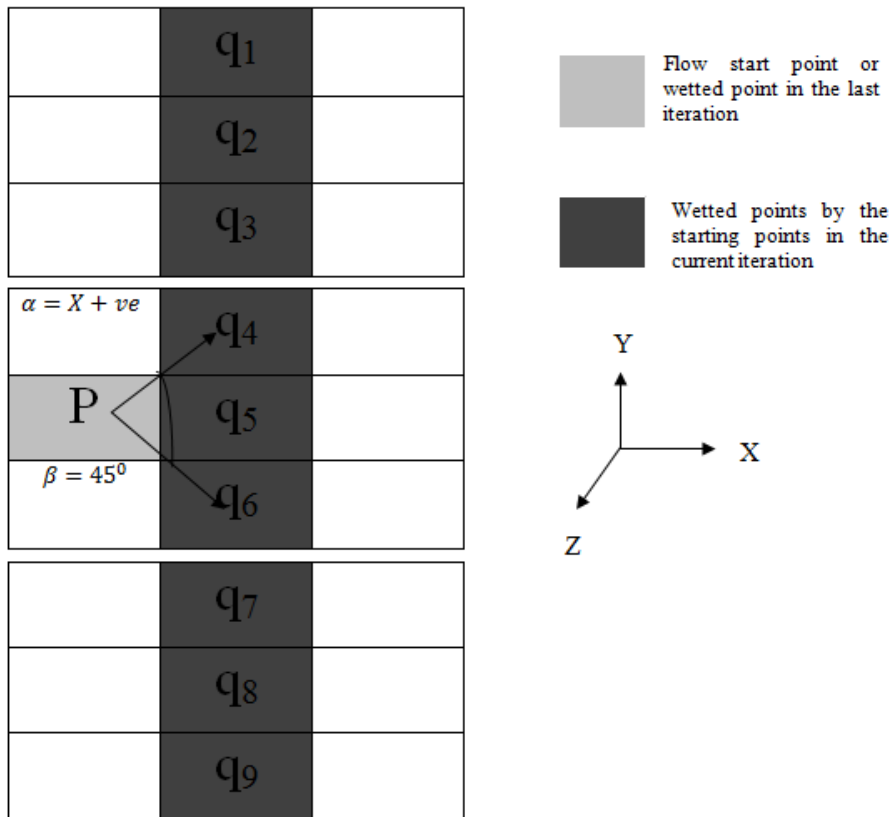 q1
q2
q3
α = X + ve
q4
P
q5
β = 45⁰
q6
q7
q8
q9
Flow start point or
wetted point in the last
iteration
Wetted points by the
starting points in the
current iteration
Y
X
Z